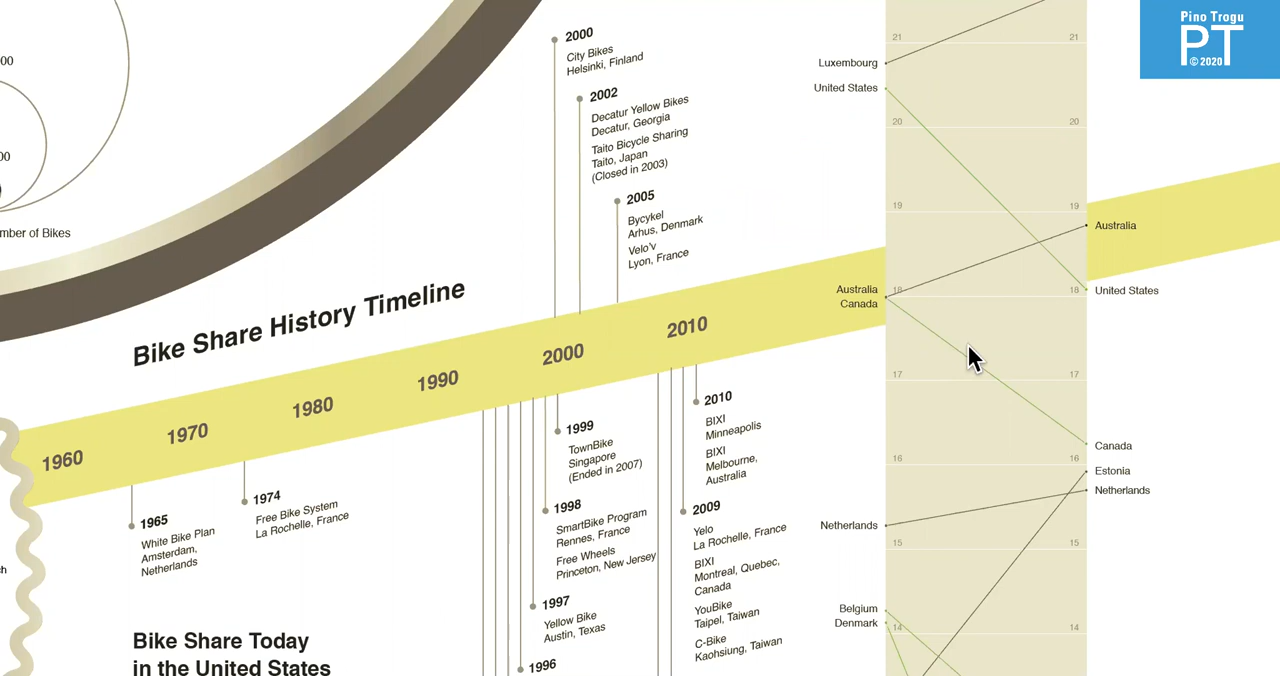 Pino Trogu
PT
©2020
00
00
mber of Bikes
ch
Bike Share History Timeline
1960
1970
1980
1990
2000
2010
2000
City Bikes
Helsinki, Finland
2002
Decatur Yellow Bikes
Decatur, Georgia
Taito Bicycle Sharing
Taito, Japan
(Closed in 2003)
2005
Bycykel
Arhus, Denmark
Velo'v
Lyon, France
1965
White Bike Plan
Amsterdam,
Netherlands
1974
Free Bike System
La Rochelle, France
1999
TownBike
Singapore
(Ended in 2007)
1998
SmartBike Program
Rennes, France
Free Wheels
Princeton, New Jersey
1997
Yellow Bike
Austin, Texas
1996
2010
BIXI
Minneapolis
BIXI
Melbourne,
Australia
2009
Yelo
La Rochelle, France
BIXI
Montreal, Quebec,
Canada
YouBike
Taipel, Taiwan
C-Bike
Kaohsiung, Taiwan
Bike Share Today
in the United States
Luxembourg
United States
Australia
Canada
Netherlands
Belgium
Denmark
21 21
20 20
19 19
18 18
17 17
16 16
15 15
14 14
Australia
United States
Canada
Estonia
Netherlands